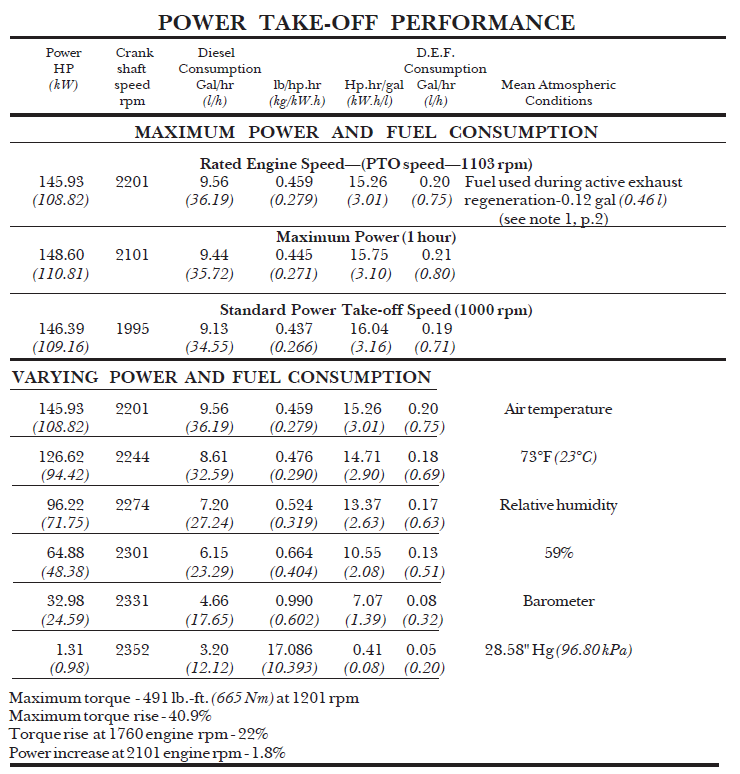 POWER TAKE-OFF PERFORMANCE
Power Crank Diesel D.E.F.
HP shaft Consumption Consumption
(kW) speed Gal/hr lb/hp.hr Hp.hr/gal Gal/hr Mean Atmospheric
rpm (l/h) (kg/kW.h) (kW.h/l) (l/h) Conditions
MAXIMUM POWER AND FUEL CONSUMPTION
Rated Engine Speed—(PTO speed—1103 rpm)
145.93 2201 9.56 0.459 15.26 0.20 Fuel used during active exhaust
(108.82) (36.19) (0.279) (3.01) (0.75) regeneration-0.12 gal (0.46 l)
(see note 1, p.2)
Maximum Power (1 hour)
148.60 2101 9.44 0.445 15.75 0.21
(110.81) (35.72) (0.271) (3.10) (0.80)
Standard Power Take-off Speed (1000 rpm)
146.39 1995 9.13 0.437 16.04 0.19
(109.16) (34.55) (0.266) (3.16) (0.71)
VARYING POWER AND FUEL CONSUMPTION
145.93 2201 9.56 0.459 15.26 0.20 Air temperature
(108.82) (36.19) (0.279) (3.01) (0.75)
126.62 2244 8.61 0.476 14.71 0.18 73°F (23°C)
(94.42) (32.59) (0.290) (2.90) (0.69)
96.22 2274 7.20 0.524 13.37 0.17 Relative humidity
(71.75) (27.24) (0.319) (2.63) (0.63)
64.88 2301 6.15 0.664 10.55 0.13 59%
(48.38) (23.29) (0.404) (2.08) (0.51)
32.98 2331 4.66 0.990 7.07 0.08 Barometer
(24.59) (17.65) (0.602) (1.39) (0.32)
1.31 2352 3.20 17.086 0.41 0.05 28.58" Hg (96.80 kPa)
(0.98) (12.12) (10.393) (0.08) (0.20)
Maximum torque - 491 lb.-ft. (665 Nm) at 1201 rpm
Maximum torque rise - 40.9%
Torque rise at 1760 engine rpm - 22%
Power increase at 2101 engine rpm - 1.8%